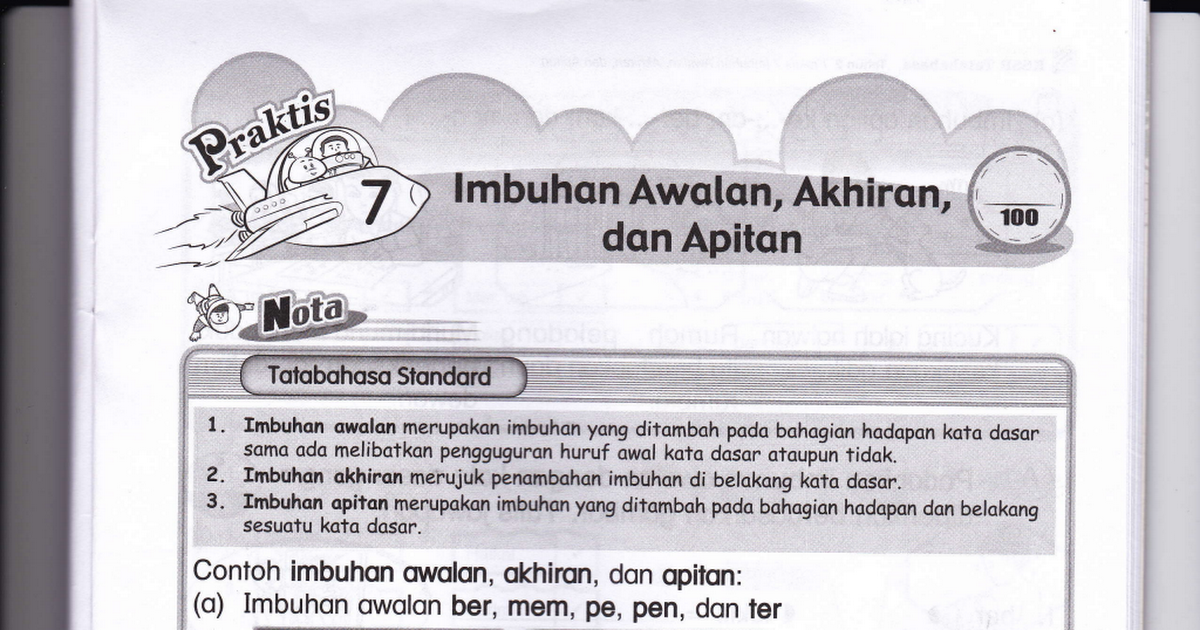 Praktis
7
Imbuhan Awalan, Akhiran,
dan Apitan
100
Nota
Tatabahasa Standard
1. Imbuhan awalan merupakan imbuhan yang ditambah pada bahagian hadapan kata dasar
sama ada melibatkan pengguguran huruf awal kata dasar ataupun tidak.
2. Imbuhan akhiran merujuk penambahan imbuhan di belakang kata dasar.
3. Imbuhan apitan merupakan imbuhan yang ditambah pada bahagian hadapan dan belakang
sesuatu kata dasar.
Contoh imbuhan awalan, akhiran, dan apitan:
(a) Imbuhan awalan ber, mem, pe, pen, dan ter